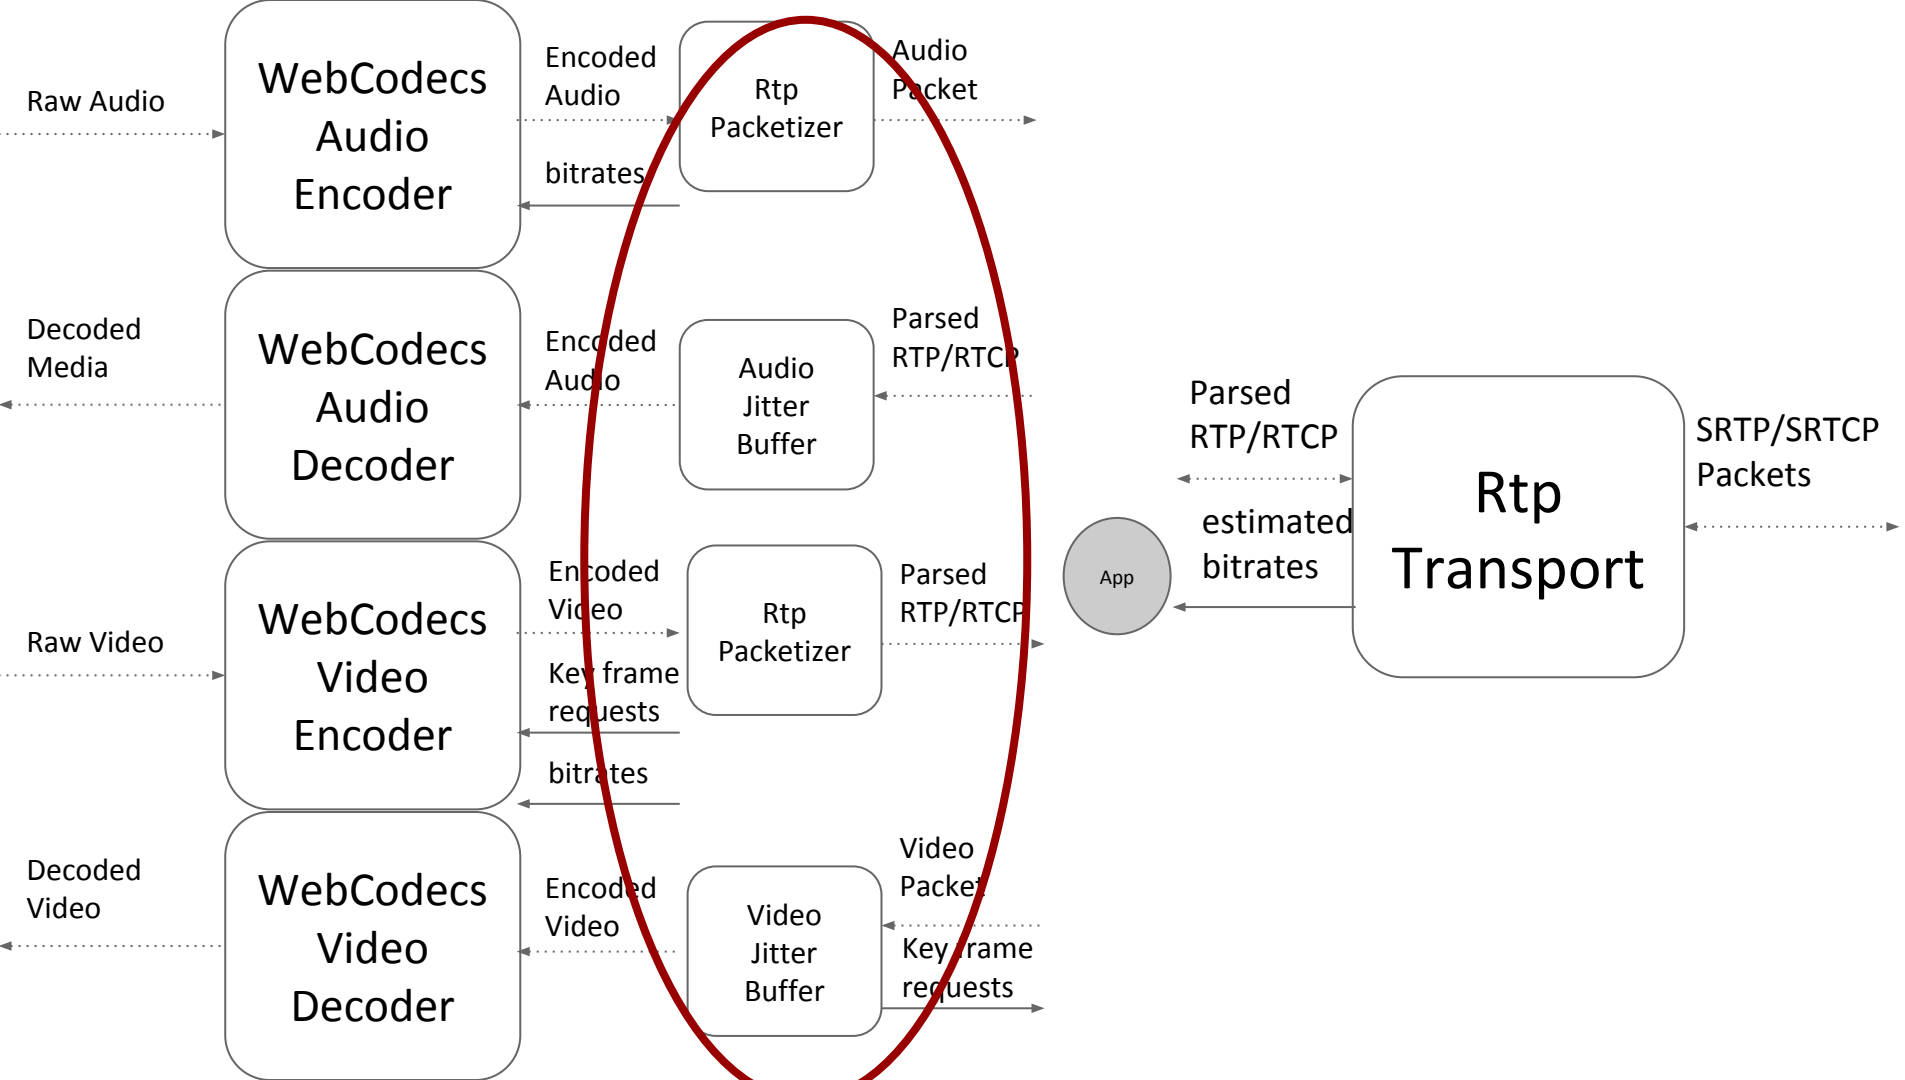 Raw Audio
WebCodecs
Audio
Encoder
Encoded
Audio
bitrates
Rtp
Packetizer
Audio
Packet
Decoded
Media
WebCodecs
Audio
Decoder
Encoded
Audio
Audio
Jitter
Buffer
Parsed
RTP/RTCP
Raw Video
WebCodecs
Video
Encoder
Encoded
Video
Key frame
requests
bitrates
Rtp
Packetizer
Parsed
RTP/RTCP
Decoded
Video
WebCodecs
Video
Decoder
Encoded
Video
Video
Jitter
Buffer
Video
Packet
Key frame
requests
App
Parsed
RTP/RTCP
estimated
bitrates
Rtp
Transport
SRTP/SRTCP
Packets